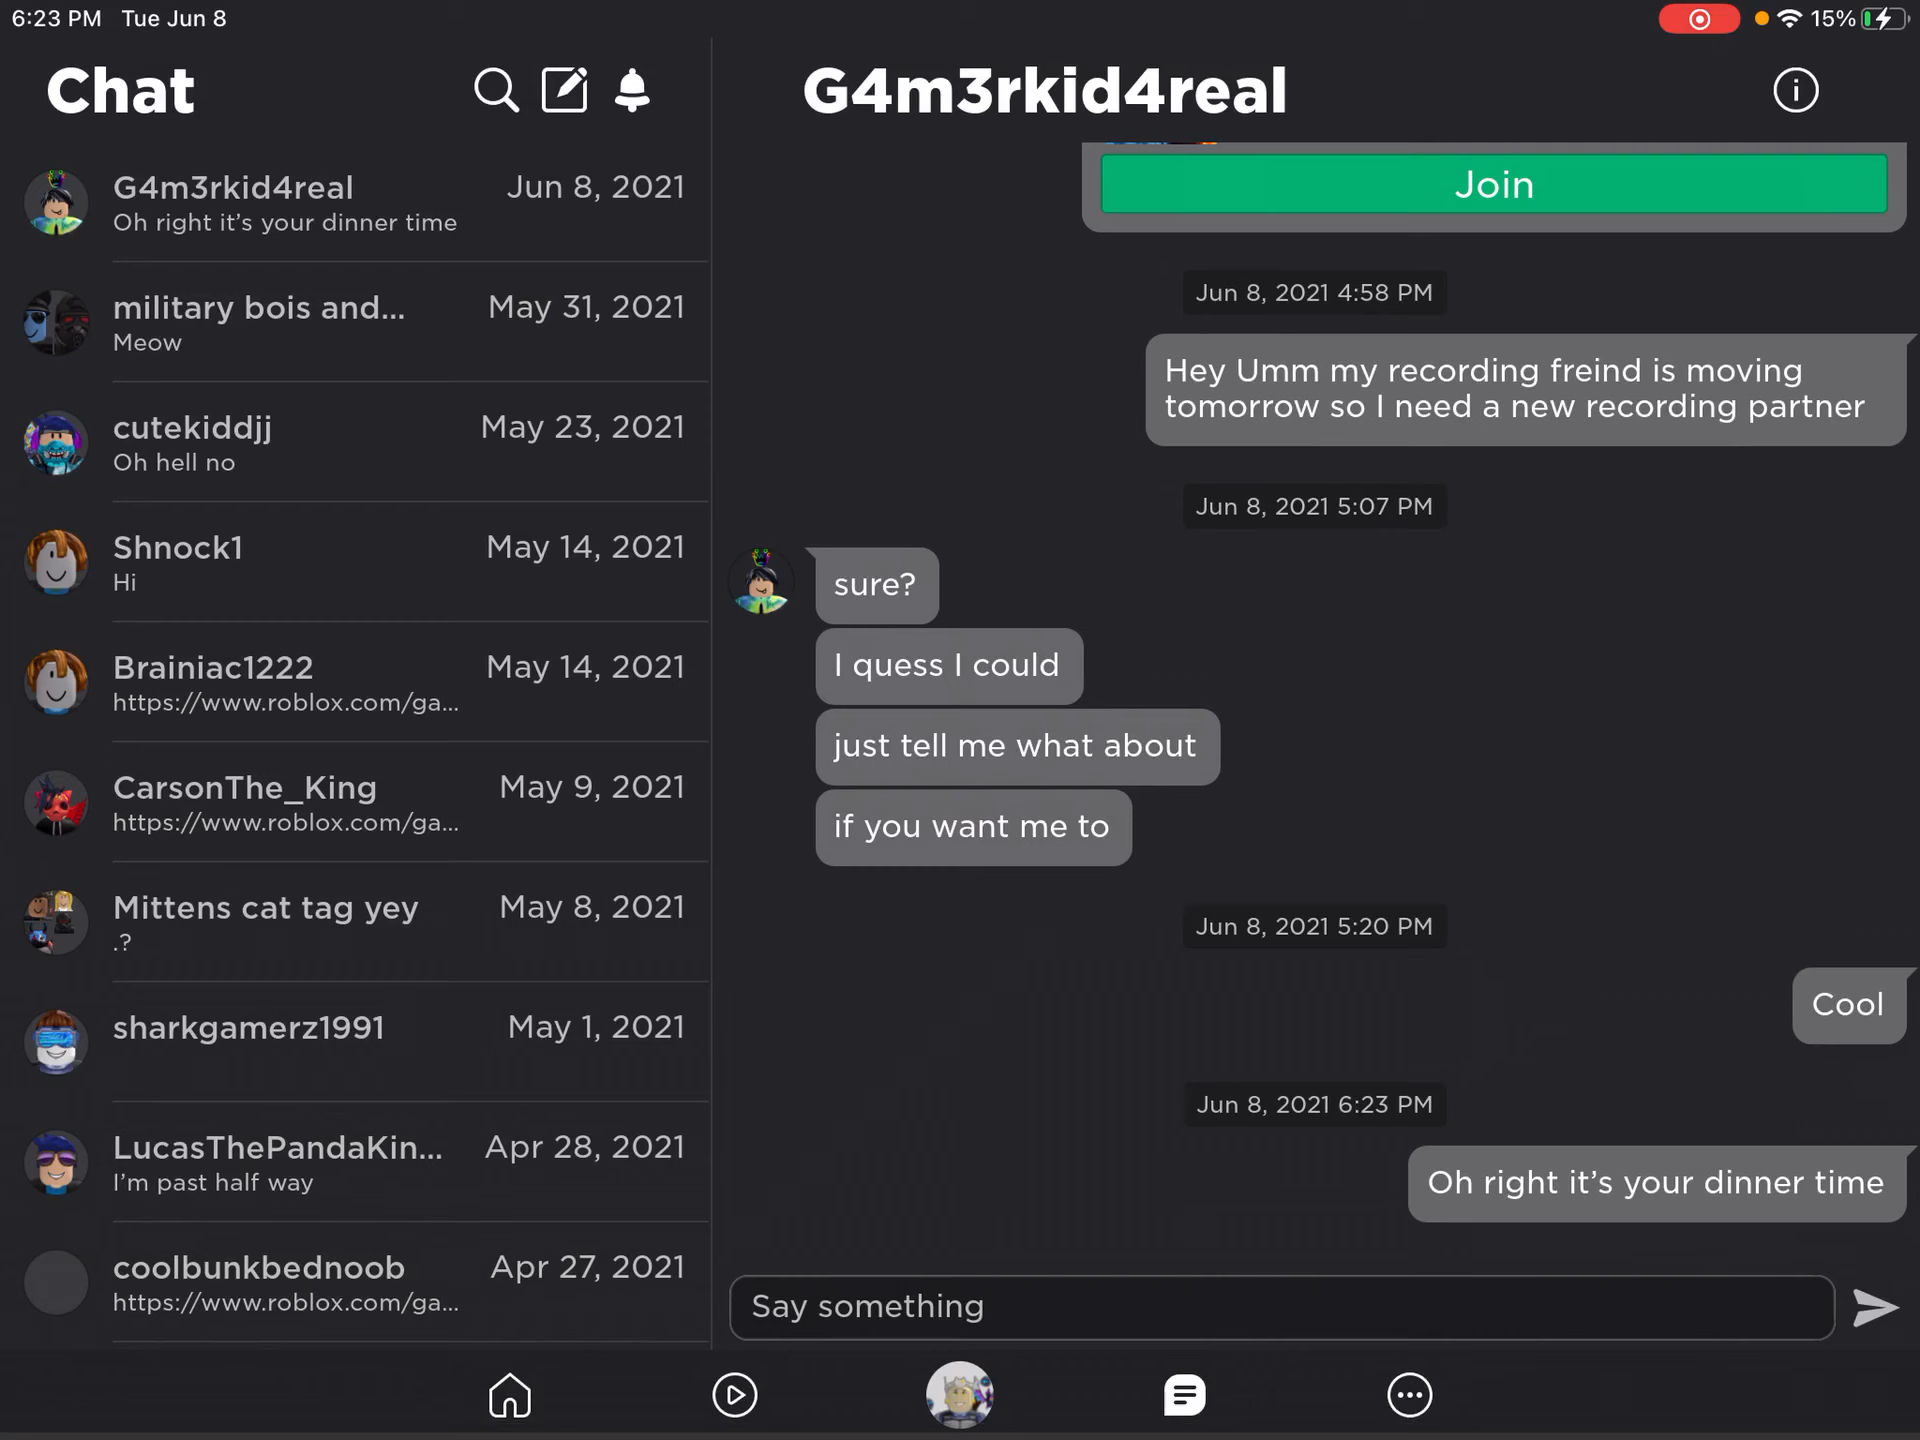 6:23 PM Tue Jun 8
15%
Chat
G4m3rkid4real Jun 8, 2021
Oh right it’s your dinner time
military bois and... May 31, 2021
Meow
cutekiddjj May 23, 2021
Oh hell no
Shnock1 May 14, 2021
Hi
Brainiac1222 May 14, 2021
https://www.roblox.com/ga...
CarsonThe_King May 9, 2021
https://www.roblox.com/ga...
Mittens cat tag yey May 8, 2021
.?
sharkgamerz1991 May 1, 2021
LucasThePandaKin... Apr 28, 2021
I’m past half way
coolbunkbednoob Apr 27, 2021
https://www.roblox.com/ga...
G4m3rkid4real
Join
Jun 8, 2021 4:58 PM
Hey Umm my recording freind is moving
tomorrow so I need a new recording partner
Jun 8, 2021 5:07 PM
sure?
I quess I could
just tell me what about
if you want me to
Jun 8, 2021 5:20 PM
Cool
Jun 8, 2021 6:23 PM
Oh right it’s your dinner time
Say something